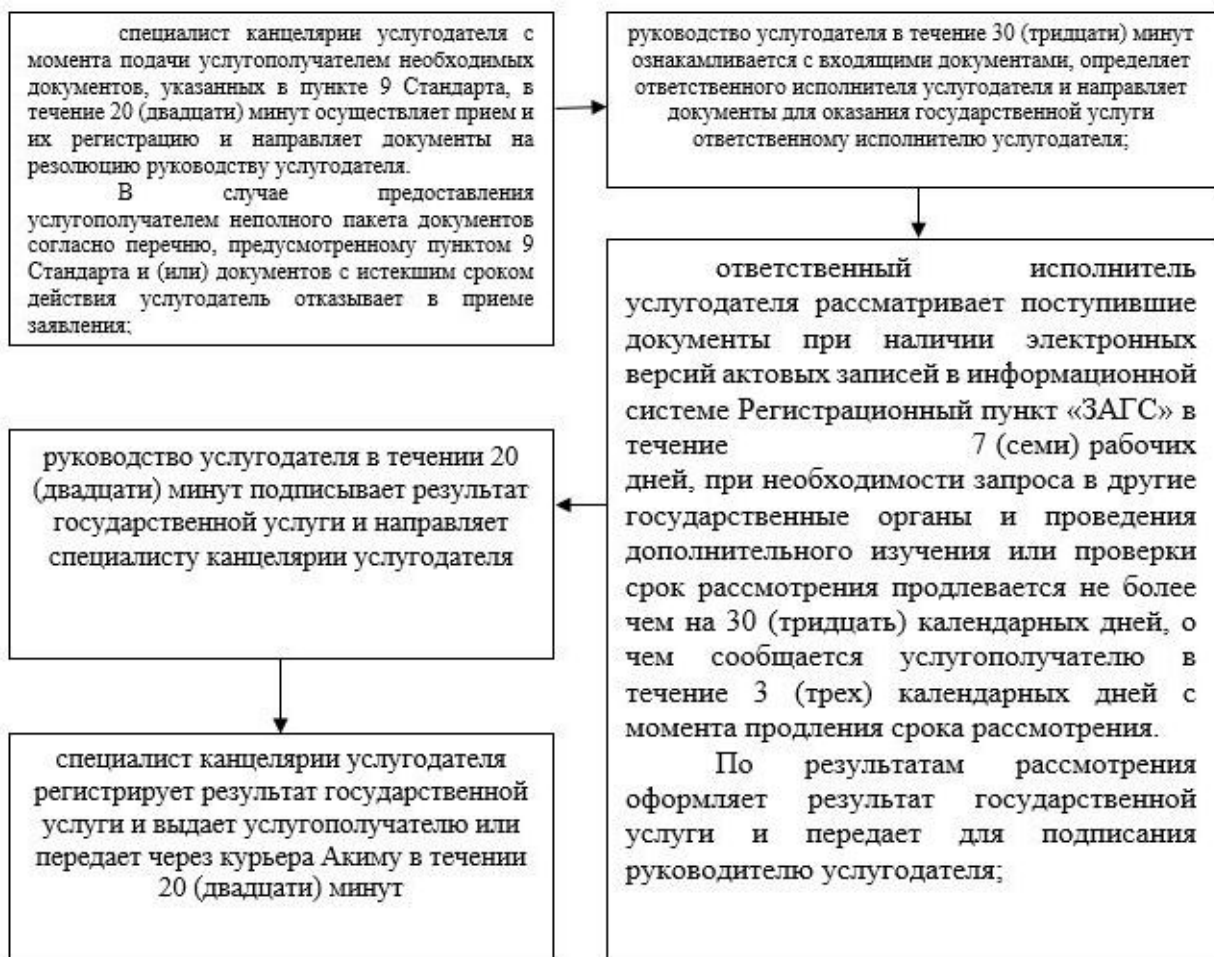 специалист канцелярии услугодателя с
момента подачи услугополучателем необходимых
документов, указанных в пункте 9 Стандарта, в
течение 20 (двадцати) минут осуществляет прием и
их регистрацию и направляет документы на
резолюцию руководству услугодателя.
В случае предоставления
услугополучателем неполного пакета документов
согласно перечню, предусмотренному пунктом 9
Стандарта и (или) документов с истекшим сроком
действия услугодатель отказывает в приеме
заявления;
руководство услугодателя в течение 30 (тридцати) минут
ознакамливается с входящими документами, определяет
ответственного исполнителя услугодателя и направляет
документы для оказания государственной услуги
ответственному исполнителю услугодателя;
ответственный исполнитель
услугодателя рассматривает поступившие
документы при наличии электронных
версий актовых записей в информационной
системе Регистрационный пункт «ЗАГС» в
течение 7 (семи) рабочих
дней, при необходимости запроса в другие
государственные органы и проведения
дополнительного изучения или проверки
срок рассмотрения продлевается не более
чем на 30 (тридцать) календарных дней, о
чем сообщается услугополучателю в
течение 3 (трех) календарных дней с
момента продления срока рассмотрения.
По результатам рассмотрения
оформляет результат государственной
услуги и передает для подписания
руководителю услугодателя;
руководство услугодателя в течении 20
(двадцати) минут подписывает результат
государственной услуги и направляет
специалисту канцелярии услугодателя
специалист канцелярии услугодателя
регистрирует результат государственной
услуги и выдает услугополучателю или
передает через курьера Акиму в течении
20 (двадцати) минут